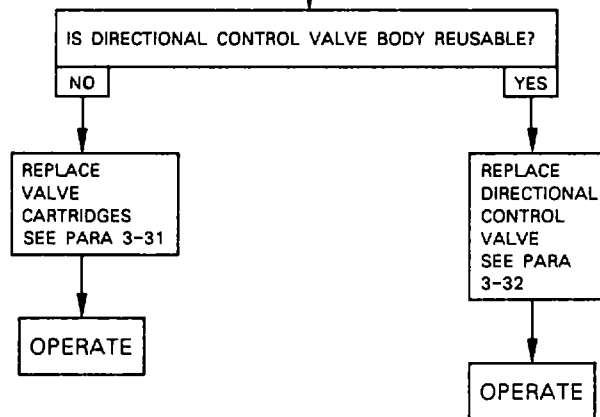 IS DIRECTIONAL CONTROL VALVE BODY REUSABLE?
NO
YES
REPLACE
VALVE
CARTRIDGES
SEE PARA 3-31
OPERATE
REPLACE
DIRECTIONAL
CONTROL
VALVE
SEE PARA
3-32
OPERATE